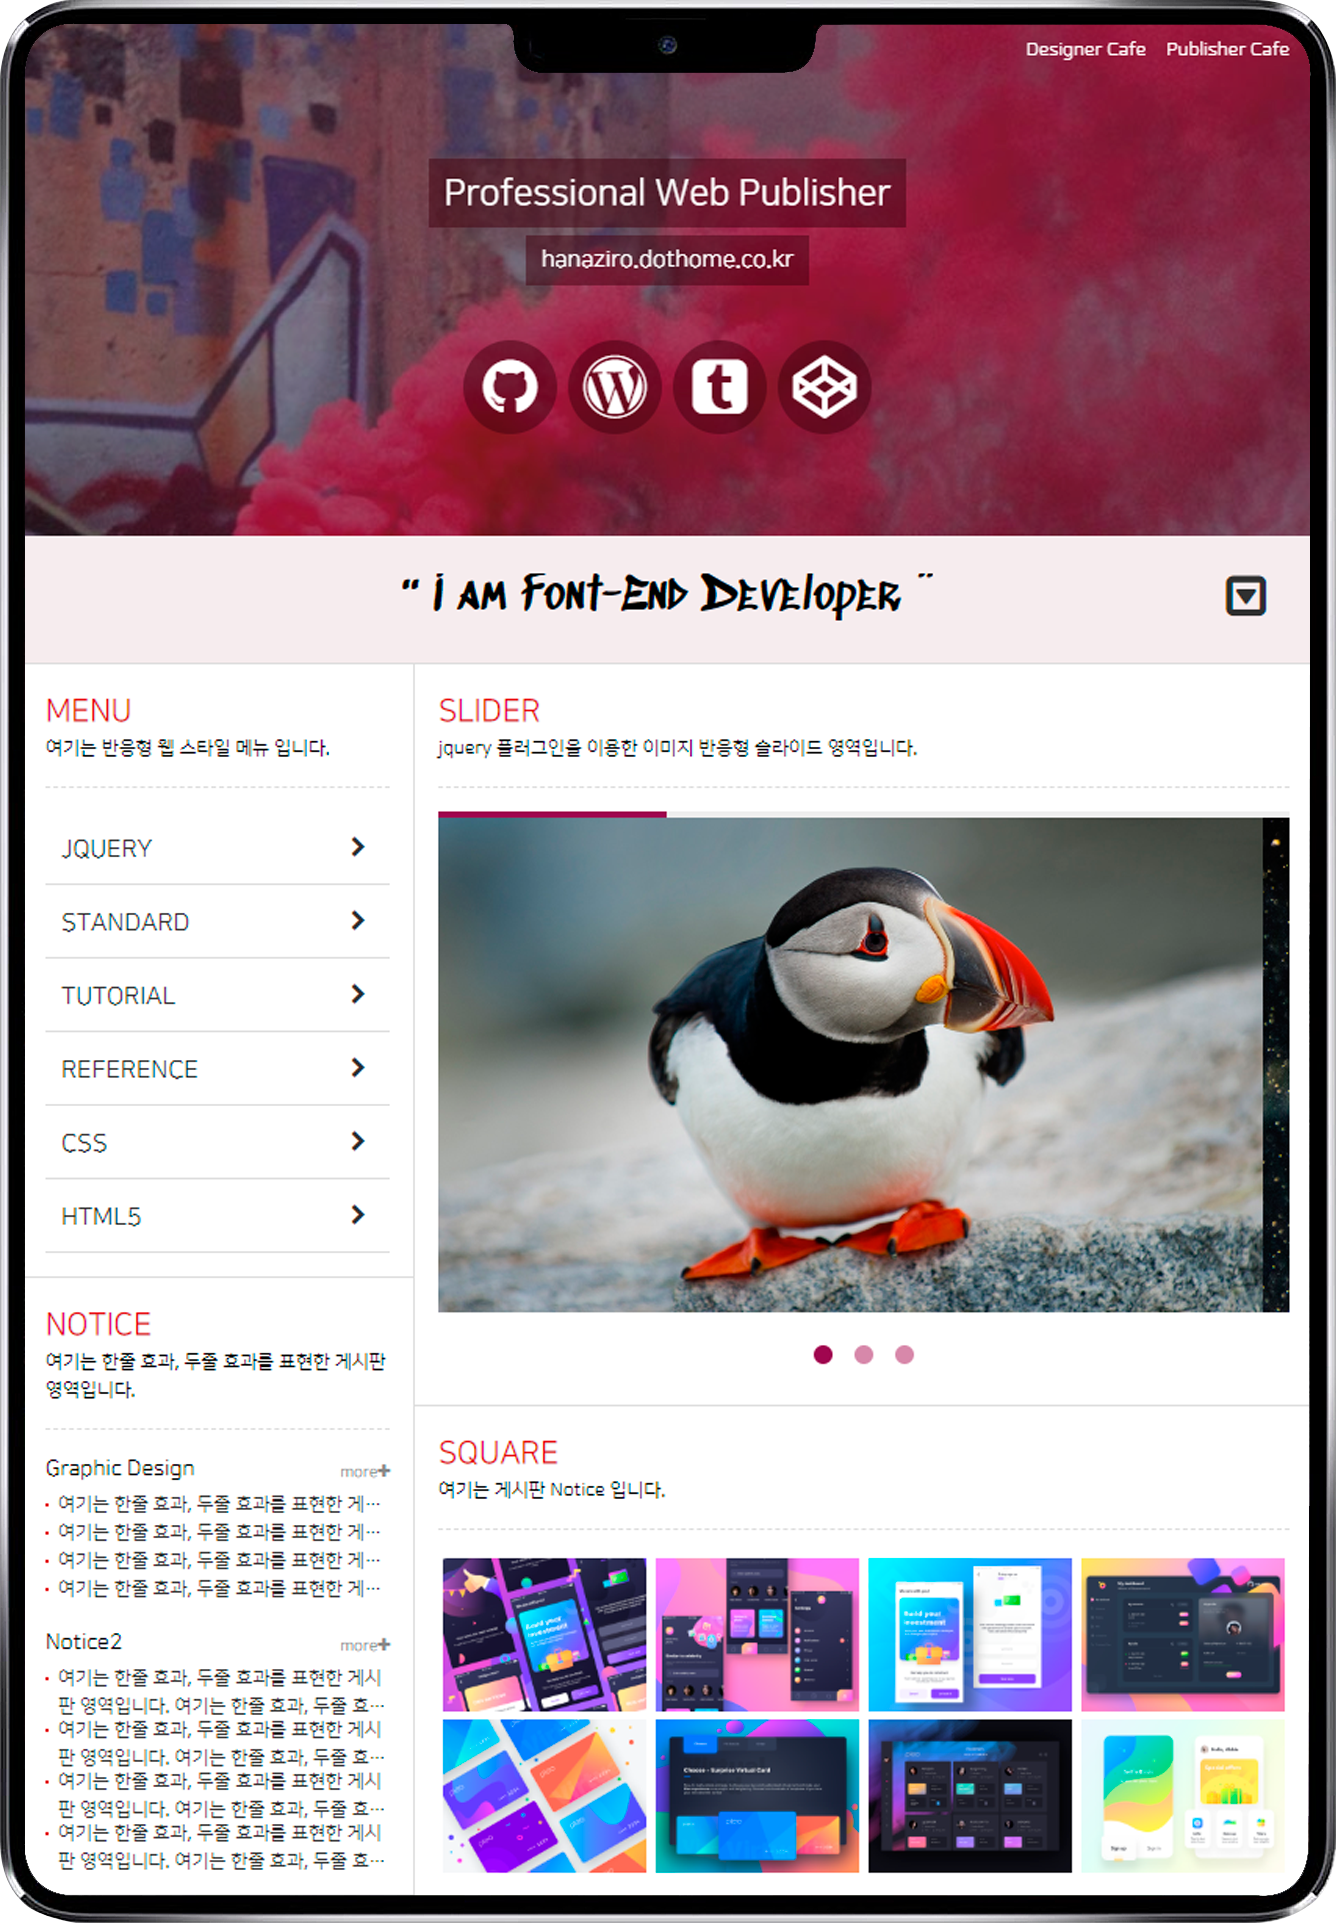 Designer Cafe Publisher Cafe
Professional Web Publisher
hanaziro.dothome.co.kr
“ I am Font-End Developer ”
MENU
여기는 반응형 웹 스타일 메뉴 입니다.
JQUERY
STANDARD
TUTORIAL
REFERENCE
CSS
HTML5
NOTICE
여기는 한줄 효과, 두줄 효과를 표현한 게시판
영역입니다.
Graphic Design more+
여기는 한줄 효과, 두줄 효과를 표현한 게…
여기는 한줄 효과, 두줄 효과를 표현한 게…
여기는 한줄 효과, 두줄 효과를 표현한 게…
여기는 한줄 효과, 두줄 효과를 표현한 게…
Notice2 more+
여기는 한줄 효과, 두줄 효과를 표현한 게시
판 영역입니다. 여기는 한줄 효과, 두줄 효…
여기는 한줄 효과, 두줄 효과를 표현한 게시
판 영역입니다. 여기는 한줄 효과, 두줄 효…
여기는 한줄 효과, 두줄 효과를 표현한 게시
판 영역입니다. 여기는 한줄 효과, 두줄 효…
여기는 한줄 효과, 두줄 효과를 표현한 게시
판 영역입니다. 여기는 한줄 효과, 두줄 효…
SLIDER
jquery 플러그인을 이용한 이미지 반응형 슬라이드 영역입니다.
SQUARE
여기는 게시판 Notice 입니다.
Build your
investment
Build your
investment
Choose - Surprise Virtual Card